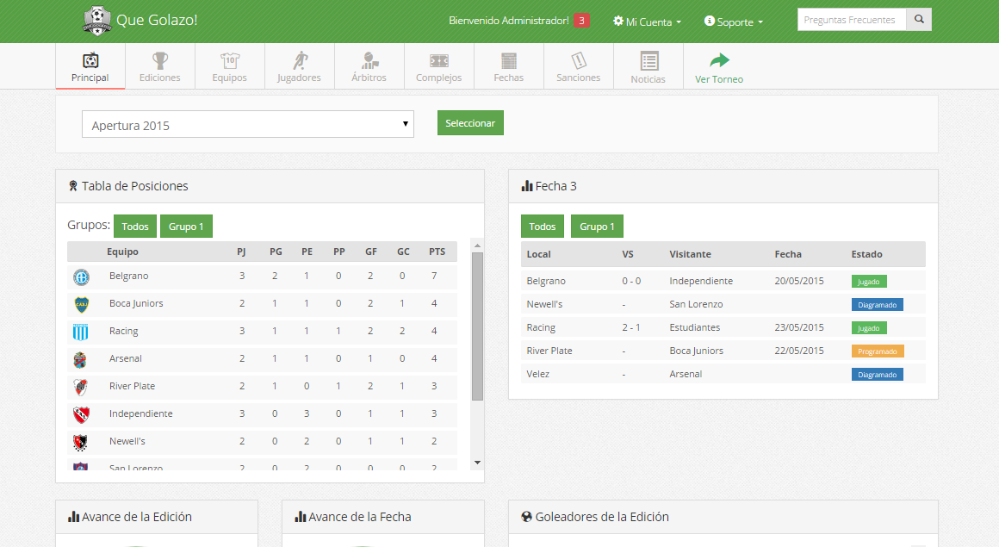 Que Golazo!
Bienvenido Administrador! 3
Mi Cuenta
Soporte
Preguntas Frecuentes
Principal
Ediciones
10
Equipos
Jugadores
Árbitros
Complejos
Fechas
Sanciones
Noticias
Ver Torneo
Apertura 2015
Seleccionar
Tabla de Posiciones
Grupos: Todos Grupo 1
Equipo PJ PG PE PP GF GC PTS
Belgrano 3 2 1 0 2 0 7
Boca Juniors 2 1 1 0 2 1 4
Racing 3 1 1 1 2 2 4
Arsenal 2 1 1 0 1 0 4
River Plate 2 1 0 1 2 1 3
Independiente 3 0 3 0 1 1 3
Newell's 2 0 2 0 1 1 2
San Lorenzo 2 0 2 0 0 0 2
Fecha 3
Todos Grupo 1
Local VS Visitante Fecha Estado
Belgrano 0 - 0 Independiente 20/05/2015 Jugado
Newell's - San Lorenzo Diagramado
Racing 2 - 1 Estudiantes 23/05/2015 Jugado
River Plate - Boca Juniors 22/05/2015 Programado
Velez - Arsenal Diagramado
Avance de la Edición
Avance de la Fecha
Goleadores de la Edición